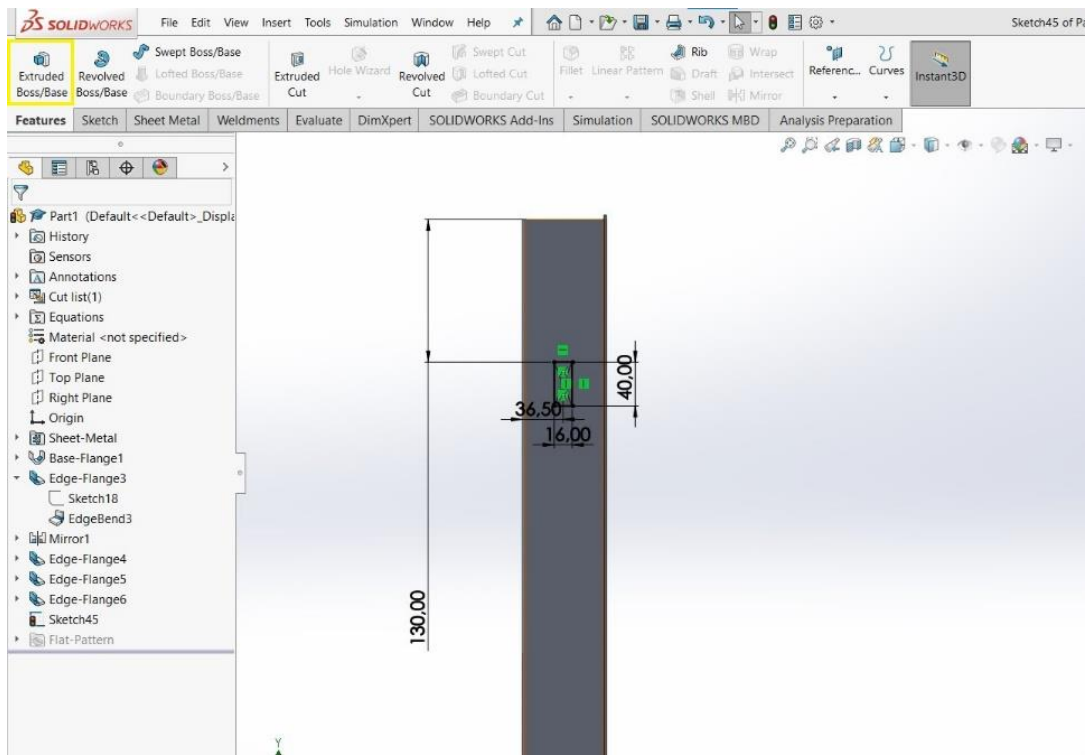 SOLIDWORKS File Edit View Insert Tools Simulation Window Help Sketch45 of Pa
Extruded Boss/Base
Revolved Boss/Base
Swept Boss/Base
Lofted Boss/Base
Boundary Boss/Base
Extruded Cut
Hole Wizard
Revolved Cut
Swept Cut
Lofted Cut
Boundary Cut
Fillet
Linear Pattern
Rib
Draft
Shell
Wrap
Intersect
Mirror
Referenc...
Curves
Instant3D
Features Sketch Sheet Metal Weldments Evaluate DimXpert SOLIDWORKS Add-Ins Simulation SOLIDWORKS MBD Analysis Preparation
Part1 (Default<<Default>_Displa
History
Sensors
Annotations
Cut list(1)
Equations
Material <not specified>
Front Plane
Top Plane
Right Plane
Origin
Sheet-Metal
Base-Flange1
Edge-Flange3
Sketch18
EdgeBend3
Mirror1
Edge-Flange4
Edge-Flange5
Edge-Flange6
Sketch45
Flat-Pattern
40,00
36,50
16,00
130,00
Y